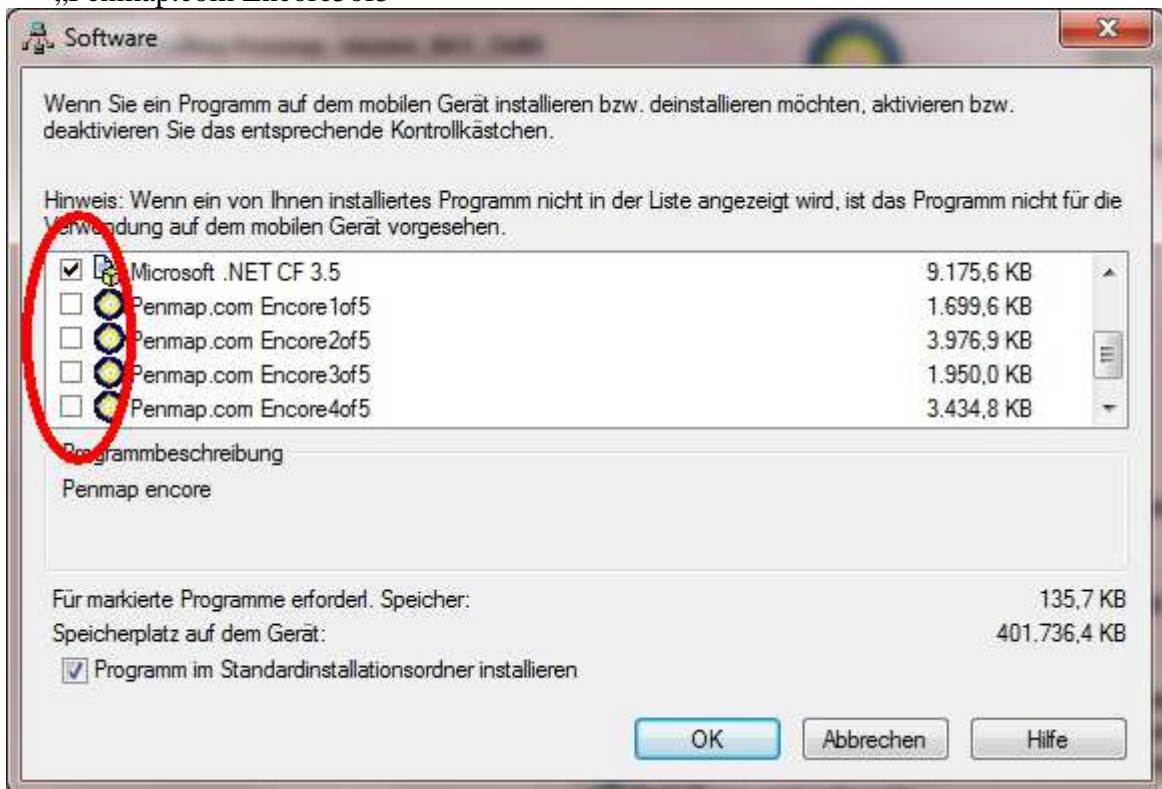 „Penmap.com Encore5of5“
Software
Wenn Sie ein Programm auf dem mobilen Gerät installieren bzw. deinstallieren möchten, aktivieren bzw.
deaktivieren Sie das entsprechende Kontrollkästchen.
Hinweis: Wenn ein von Ihnen installiertes Programm nicht in der Liste angezeigt wird, ist das Programm nicht für die
Verwendung auf dem mobilen Gerät vorgesehen.
Microsoft .NET CF 3.5 9.175,6 KB
Penmap.com Encore1of5 1.699,6 KB
Penmap.com Encore2of5 3.976,9 KB
Penmap.com Encore3of5 1.950,0 KB
Penmap.com Encore4of5 3.434,8 KB
Programmbeschreibung
Penmap encore
Für markierte Programme erforderl. Speicher: 135,7 KB
Speicherplatz auf dem Gerät: 401.736,4 KB
Programm im Standardinstallationsordner installieren
OK Abbrechen Hilfe